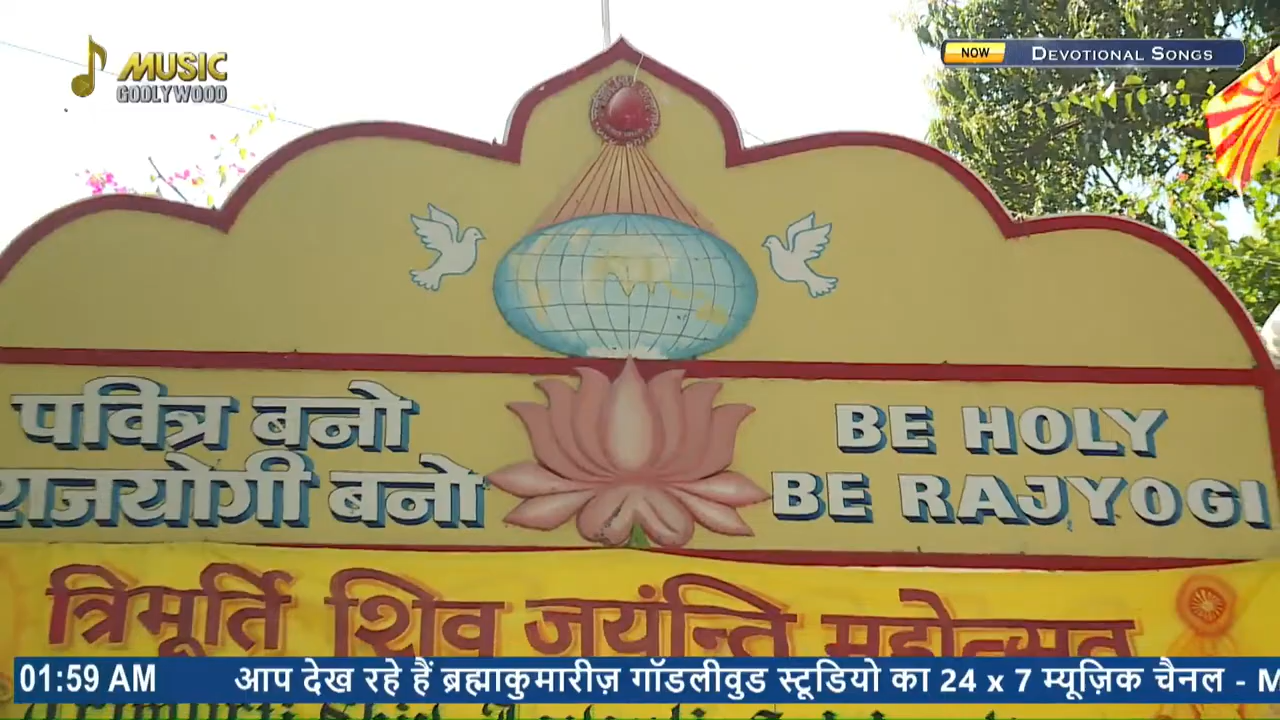 MUSIC
GODLYWOOD
NOW DEVOTIONAL SONGS
पवित्र बनो
राजयोगी बनो
BE HOLY
BE RAJYOGI
त्रिमूर्ति शिव जयंन्ति महोत्सव
01:59 AM आप देख रहे हैं ब्रह्माकुमारीज़ गॉडलीवुड स्टूडियो का 24 x 7 म्यूज़िक चैनल - M